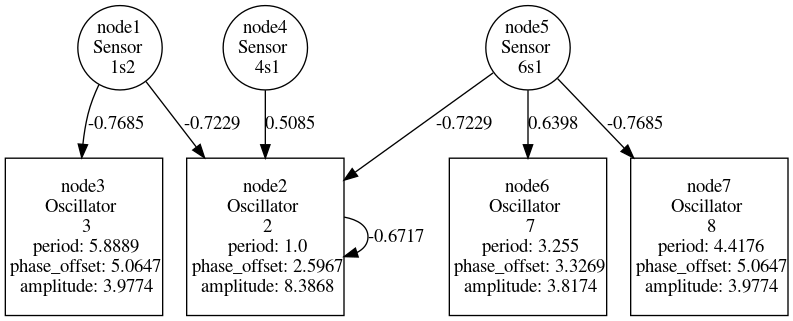 node1
Sensor
1s2
node4
Sensor
4s1
node5
Sensor
6s1
-0.7685
-0.7229
0.5085
-0.7229
0.6398
-0.7685
node3
Oscillator
3
period: 5.8889
phase_offset: 5.0647
amplitude: 3.9774
node2
Oscillator
2
period: 1.0
phase_offset: 2.5967
amplitude: 8.3868
-0.6717
node6
Oscillator
7
period: 3.255
phase_offset: 3.3269
amplitude: 3.8174
node7
Oscillator
8
period: 4.4176
phase_offset: 5.0647
amplitude: 3.9774